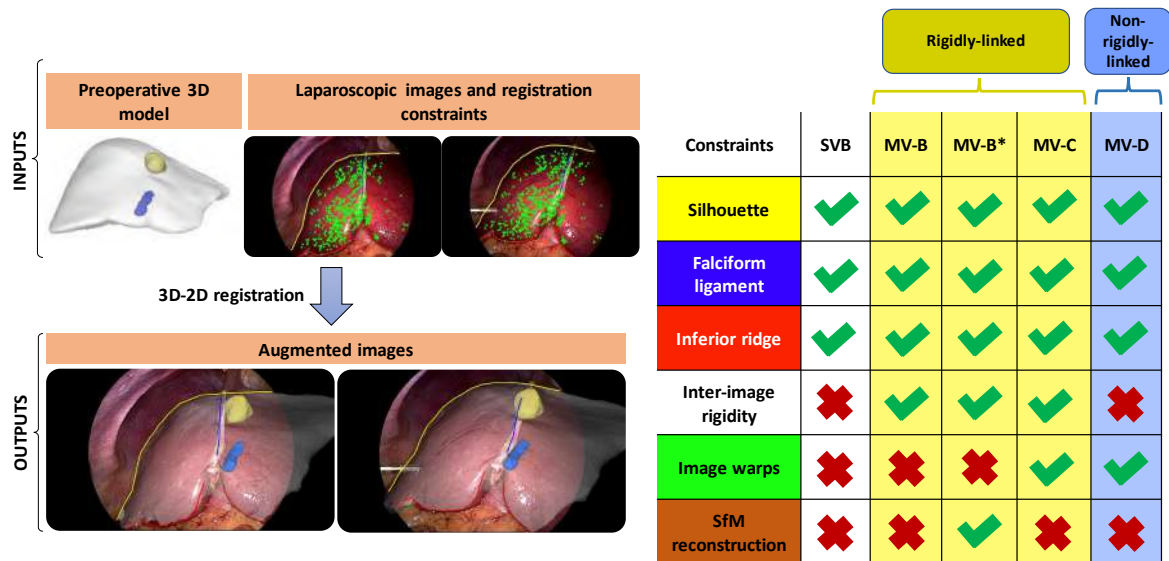 INPUTS
Preoperative 3D
model
Laparoscopic images and registration
constraints
3D-2D registration
OUTPUTS
Augmented images
Rigidly-linked
Non-
rigidly-
linked
Constraints SVB MV-B MV-B* MV-C MV-D
Silhouette
Falciform
ligament
Inferior ridge
Inter-image
rigidity
Image warps
SfM
reconstruction